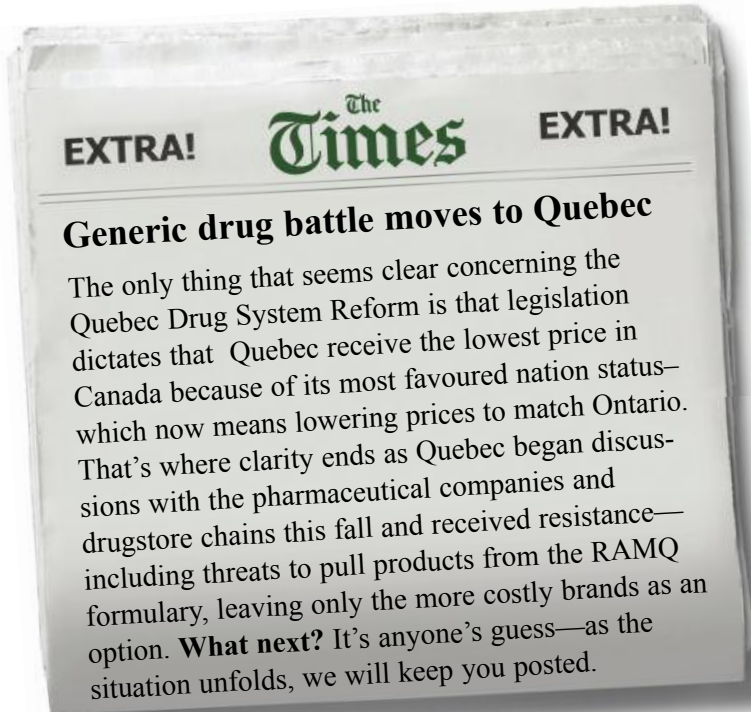 The
EXTRA! Times EXTRA!
Generic drug battle moves to Quebec
The only thing that seems clear concerning the
Quebec Drug System Reform is that legislation
dictates that  Quebec receive the lowest price in
Canada because of its most favoured nation status–
which now means lowering prices to match Ontario.
That’s where clarity ends as Quebec began discus-
sions with the pharmaceutical companies and
drugstore chains this fall and received resistance—
including threats to pull products from the RAMQ
formulary, leaving only the more costly brands as an
option. What next? It’s anyone’s guess—as the
situation unfolds, we will keep you posted.